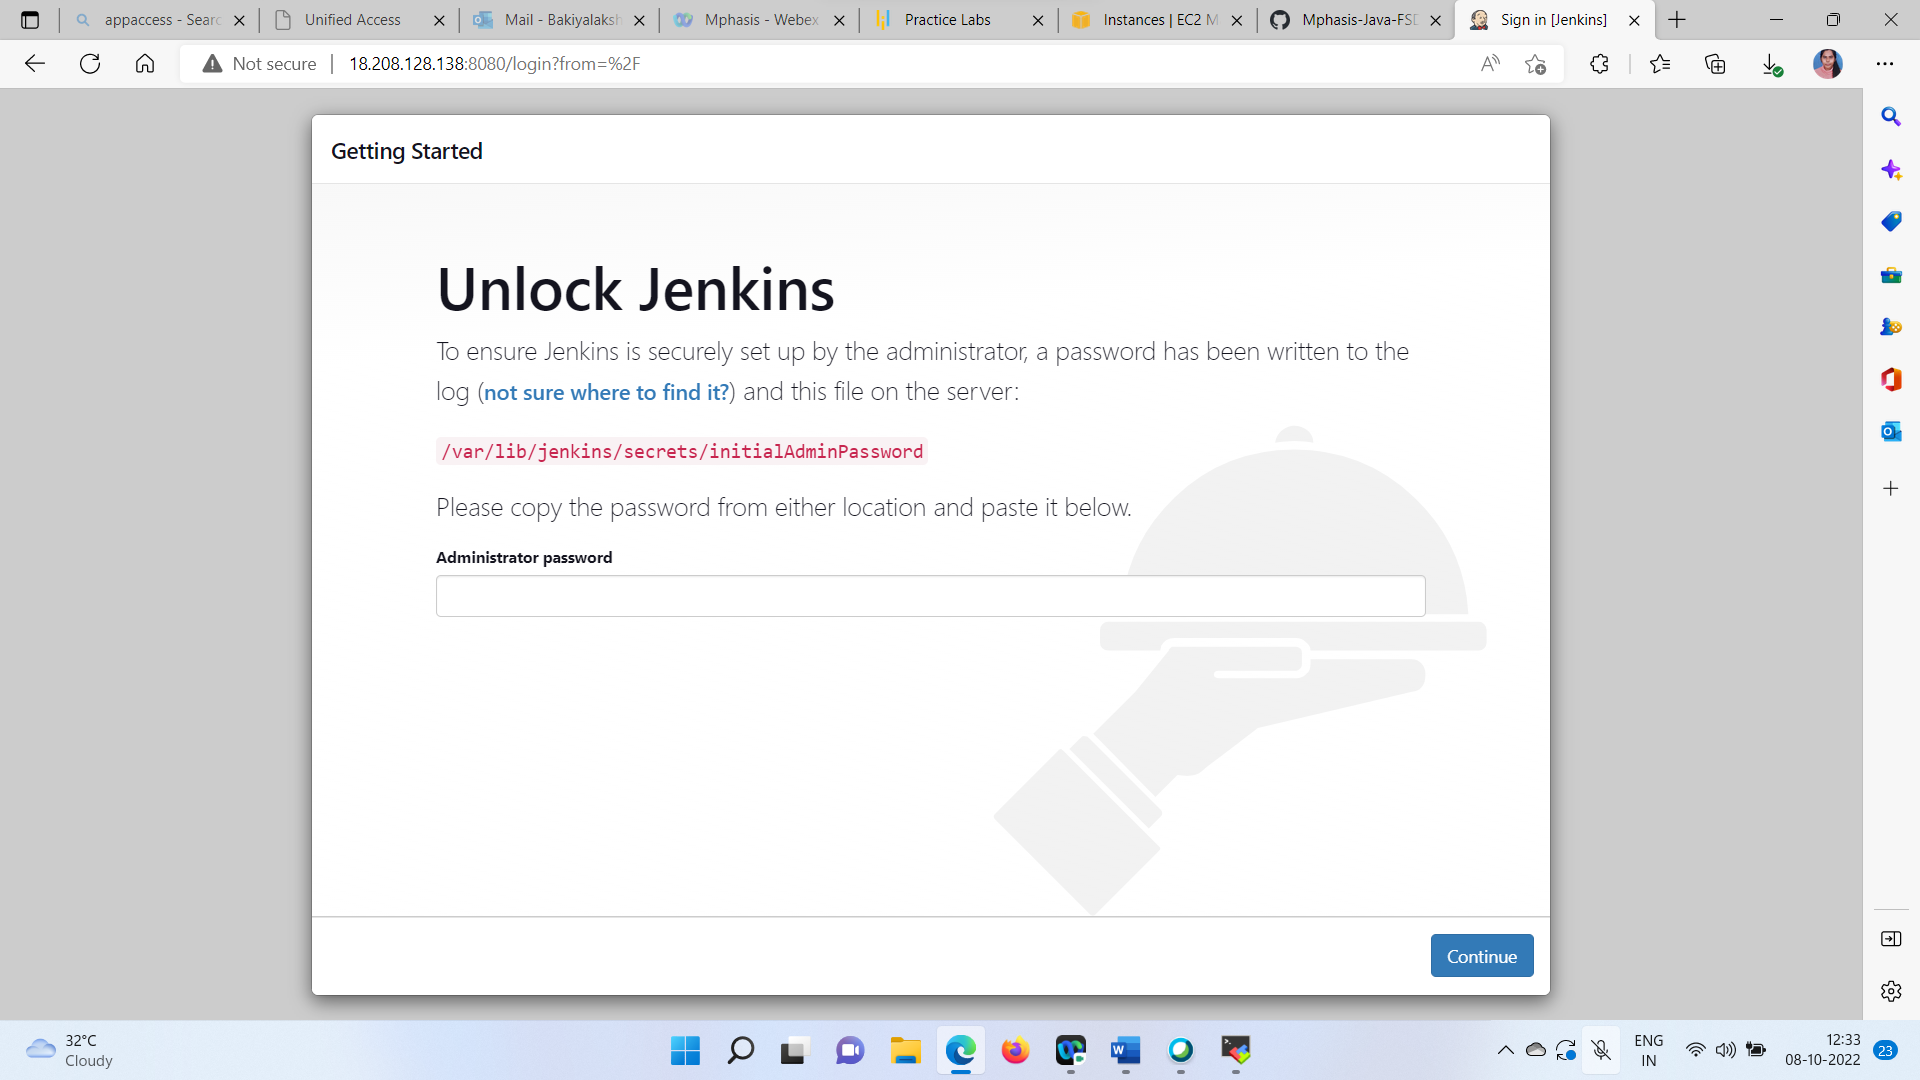 appaccess - Searc
Unified Access
Mail - Bakiyalaksh
Mphasis - Webex
Practice Labs
Instances | EC2 M
Mphasis-Java-FSD
Sign in [Jenkins]
Not secure
18.208.128.138:8080/login?from=%2F
Getting Started
Unlock Jenkins
To ensure Jenkins is securely set up by the administrator, a password has been written to the
log (not sure where to find it?) and this file on the server:
/var/lib/jenkins/secrets/initialAdminPassword
Please copy the password from either location and paste it below.
Administrator password
Continue
32°C
Cloudy
ENG
IN
12:33
08-10-2022
23